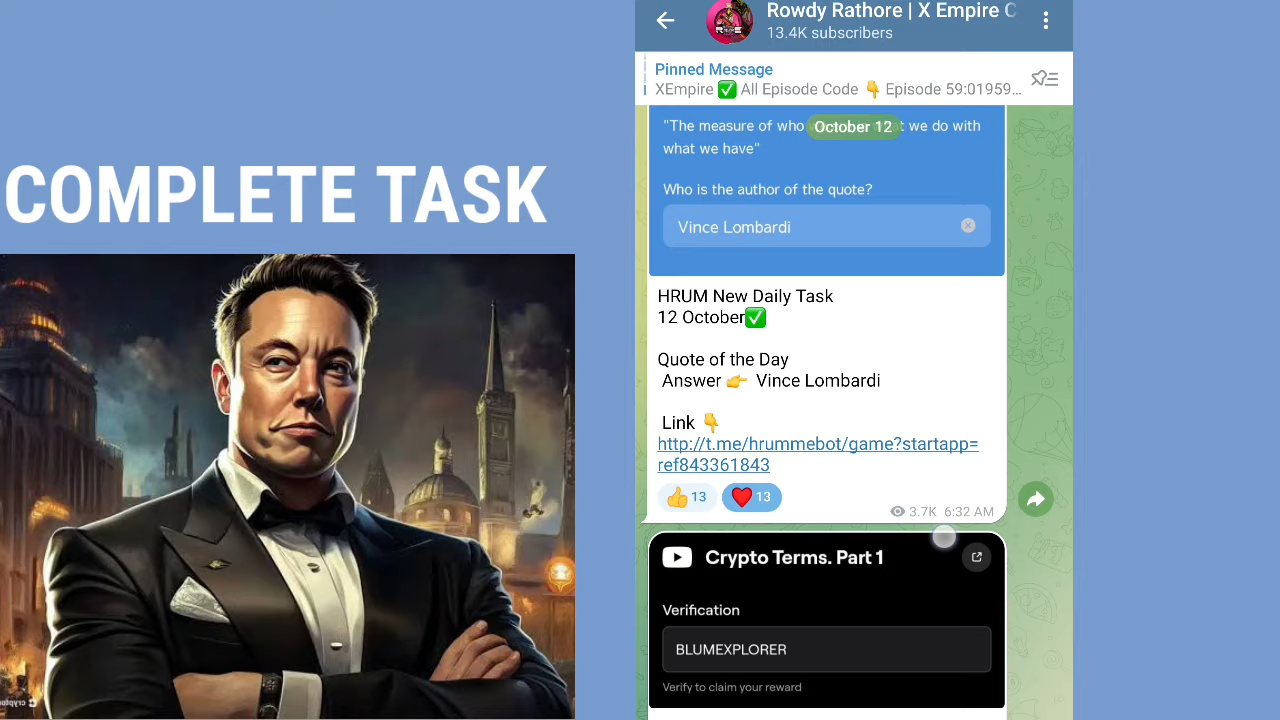 COMPLETE TASK
Rowdy Rathore | X Empire C
13.4K subscribers
Pinned Message
XEmpire ✅ All Episode Code 👇 Episode 59:01959...
October 12
"The measure of who we do with
what we have"
Who is the author of the quote?
Vince Lombardi
HRUM New Daily Task
12 October✅
Quote of the Day
Answer 👉 Vince Lombardi
Link 👇
http://t.me/hrummebot/game?startapp=
ref843361843
👍 13 ❤️ 13
3.7K 6:32 AM
Crypto Terms. Part 1
Verification
BLUMEXPLORER
Verify to claim your reward